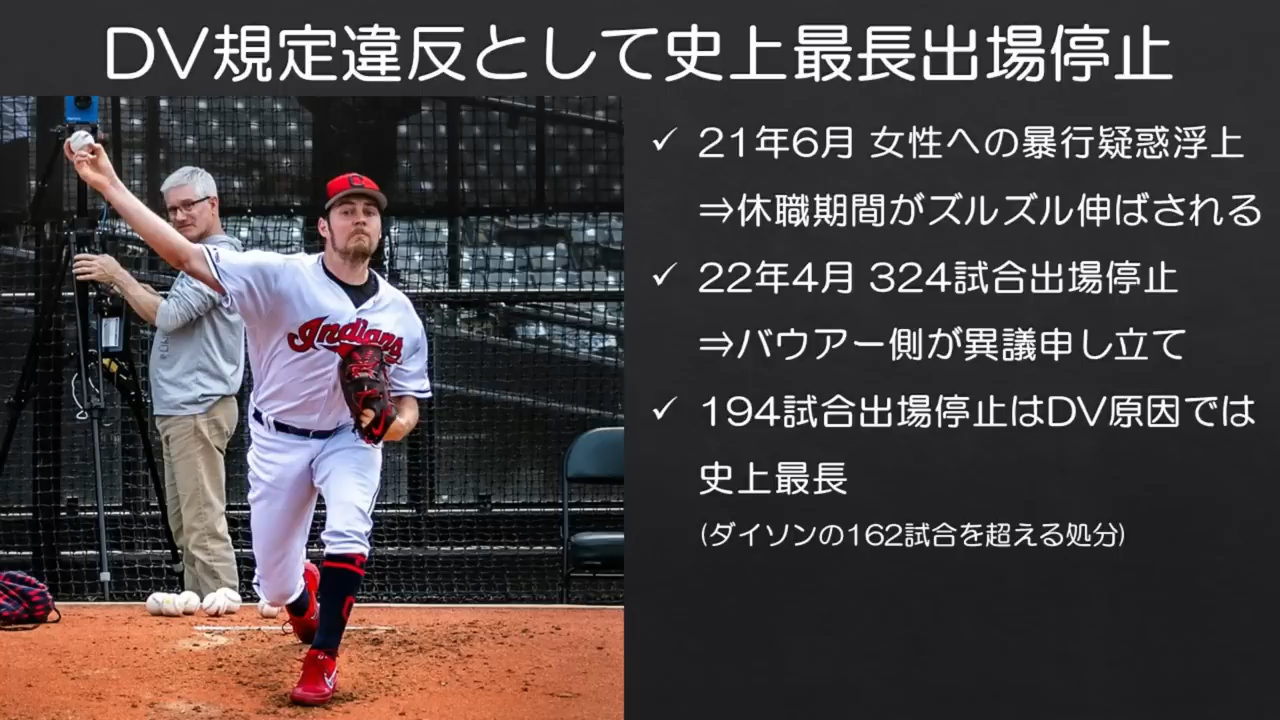 DV規定違反として史上最長出場停止
✓ 21年6月 女性への暴行疑惑浮上
⇒休職期間がズルズル伸ばされる
✓ 22年4月 324試合出場停止
⇒バウアー側が異議申し立て
✓ 194試合出場停止はDV原因では
史上最長
(ダイソンの162試合を超える処分)
Indians